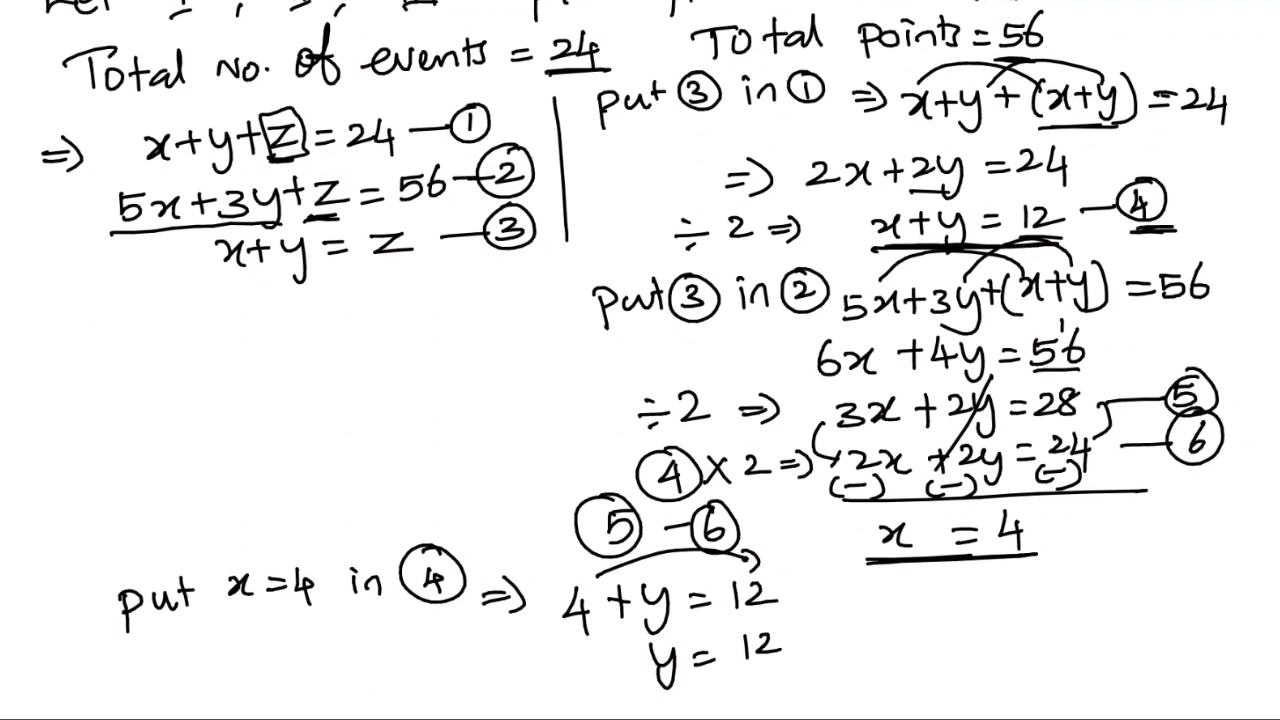 Total No. of events = 24
⇒ x+y+z = 24 — ①
5x+3y+z = 56 — ②
x+y = z — ③
Total points = 56
put ③ in ① ⇒ x+y+(x+y) = 24
⇒ 2x+2y = 24
÷ 2 ⇒ x+y = 12 — ④
put ③ in ② 5x+3y+(x+y) = 56
6x +4y = 56
÷2 ⇒ 3x + 2y = 28 — ⑤
④ × 2 ⇒ 2x + 2y = 24 — ⑥
(−) (−) (−)
⑤ − ⑥
x = 4
put x=4 in ④ ⇒ 4 + y = 12
y = 12